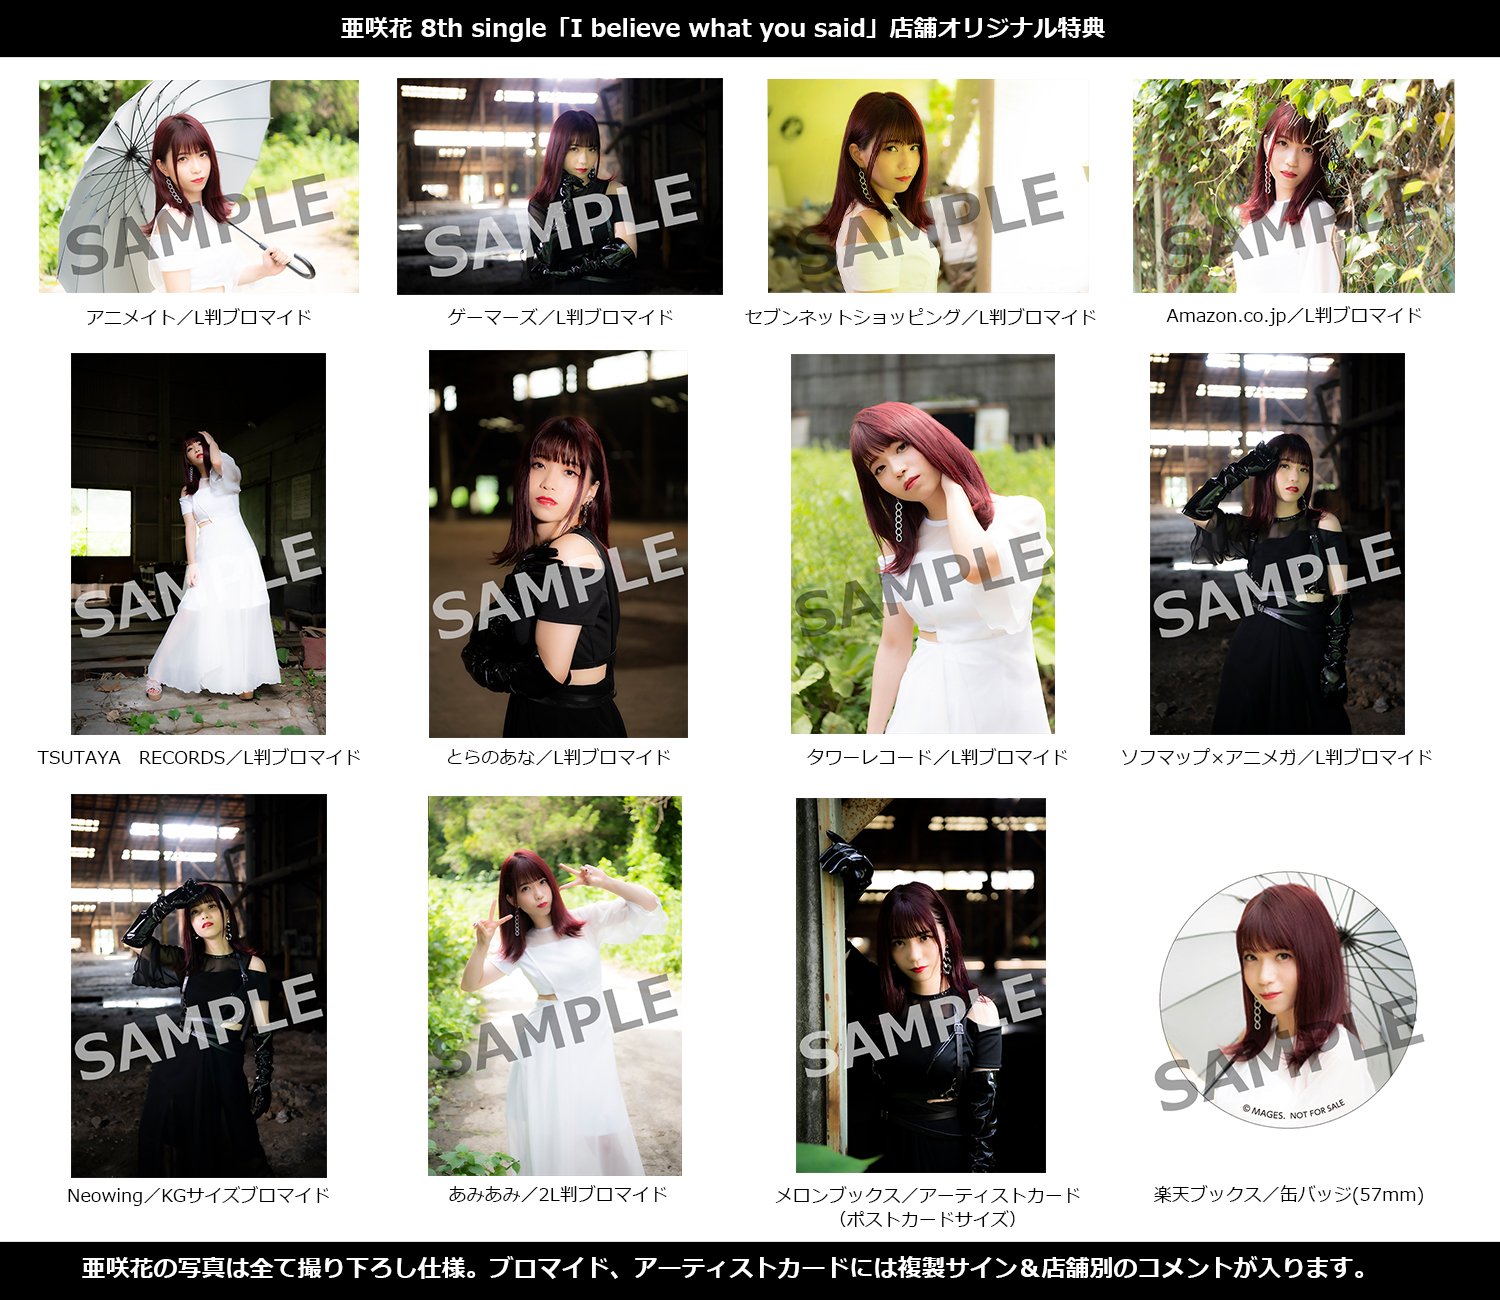 亜咲花 8th single「I believe what you said」店舗オリジナル特典
SAMPLE
SAMPLE
SAMPLE
SAMPLE
アニメイト／L判ブロマイド
ゲーマーズ／L判ブロマイド
セブンネットショッピング／L判ブロマイド
Amazon.co.jp／L判ブロマイド
SAMPLE
SAMPLE
SAMPLE
SAMPLE
TSUTAYA　RECORDS／L判ブロマイド
とらのあな／L判ブロマイド
タワーレコード／L判ブロマイド
ソフマップ×アニメガ／L判ブロマイド
SAMPLE
SAMPLE
SAMPLE
SAMPLE
© MAGES. NOT FOR SALE
Neowing／KGサイズブロマイド
あみあみ／2L判ブロマイド
メロンブックス／アーティストカード
（ポストカードサイズ）
楽天ブックス／缶バッジ(57mm)
亜咲花の写真は全て撮り下ろし仕様。ブロマイド、アーティストカードには複製サイン＆店舗別のコメントが入ります。